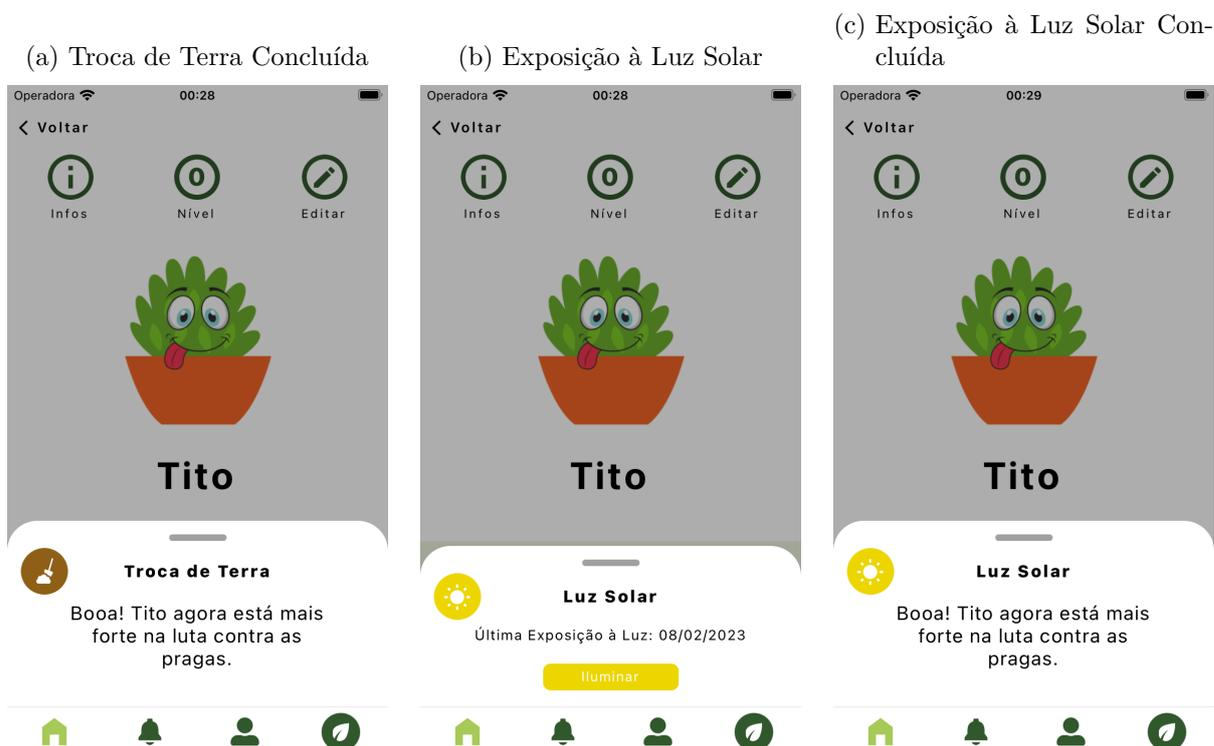 (a) Troca de Terra Concluída
Operadora 00:28
Voltar
Infos
0
Nível
Editar
Tito
Troca de Terra
Booa! Tito agora está mais
forte na luta contra as
pragas.
(b) Exposição à Luz Solar
Operadora 00:28
Voltar
Infos
0
Nível
Editar
Tito
Luz Solar
Última Exposição à Luz: 08/02/2023
Iluminar
(c) Exposição à Luz Solar Con-
cluída
Operadora 00:29
Voltar
Infos
0
Nível
Editar
Tito
Luz Solar
Booa! Tito agora está mais
forte na luta contra as
pragas.